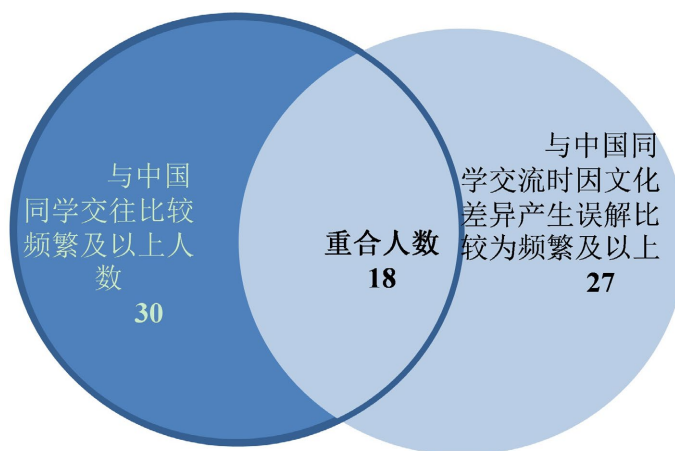 与中国
同学交往比较
频繁及以上人
数
30
重合人数
18
与中国同
学交流时因文化
差异产生误解比
较为频繁及以上
27